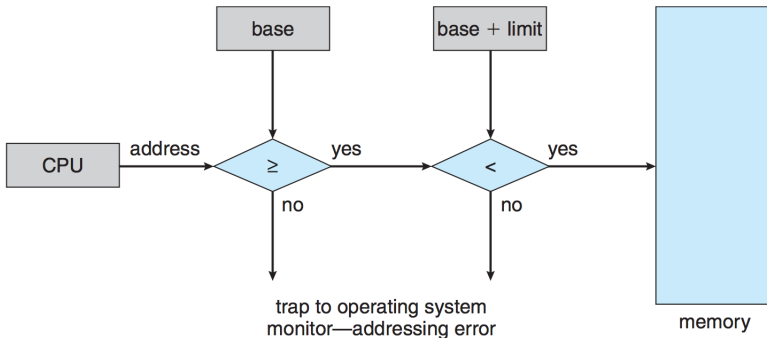 base
base + limit
CPU
address
≥
yes
<
yes
no
no
trap to operating system
monitor—addressing error
memory